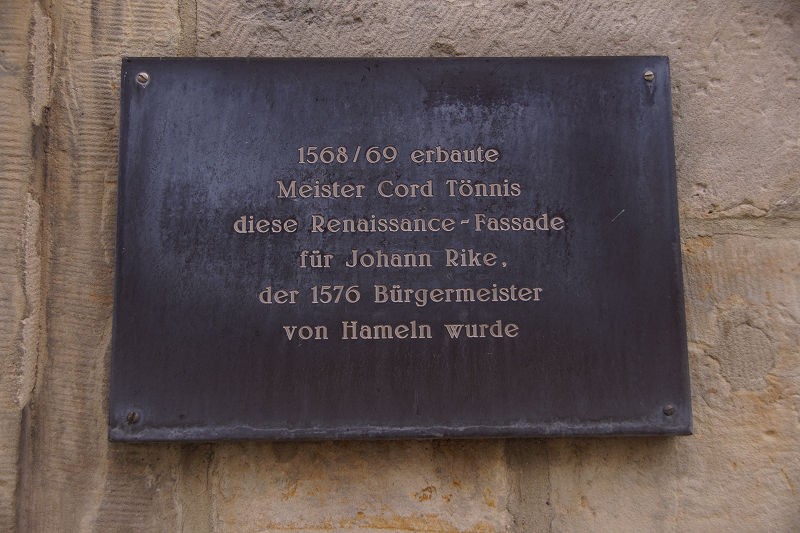 1568/69 erbaute
Meister Cord Tönnis
diese Renaissance-Fassade
für Johann Rike,
der 1576 Bürgermeister
von Hameln wurde